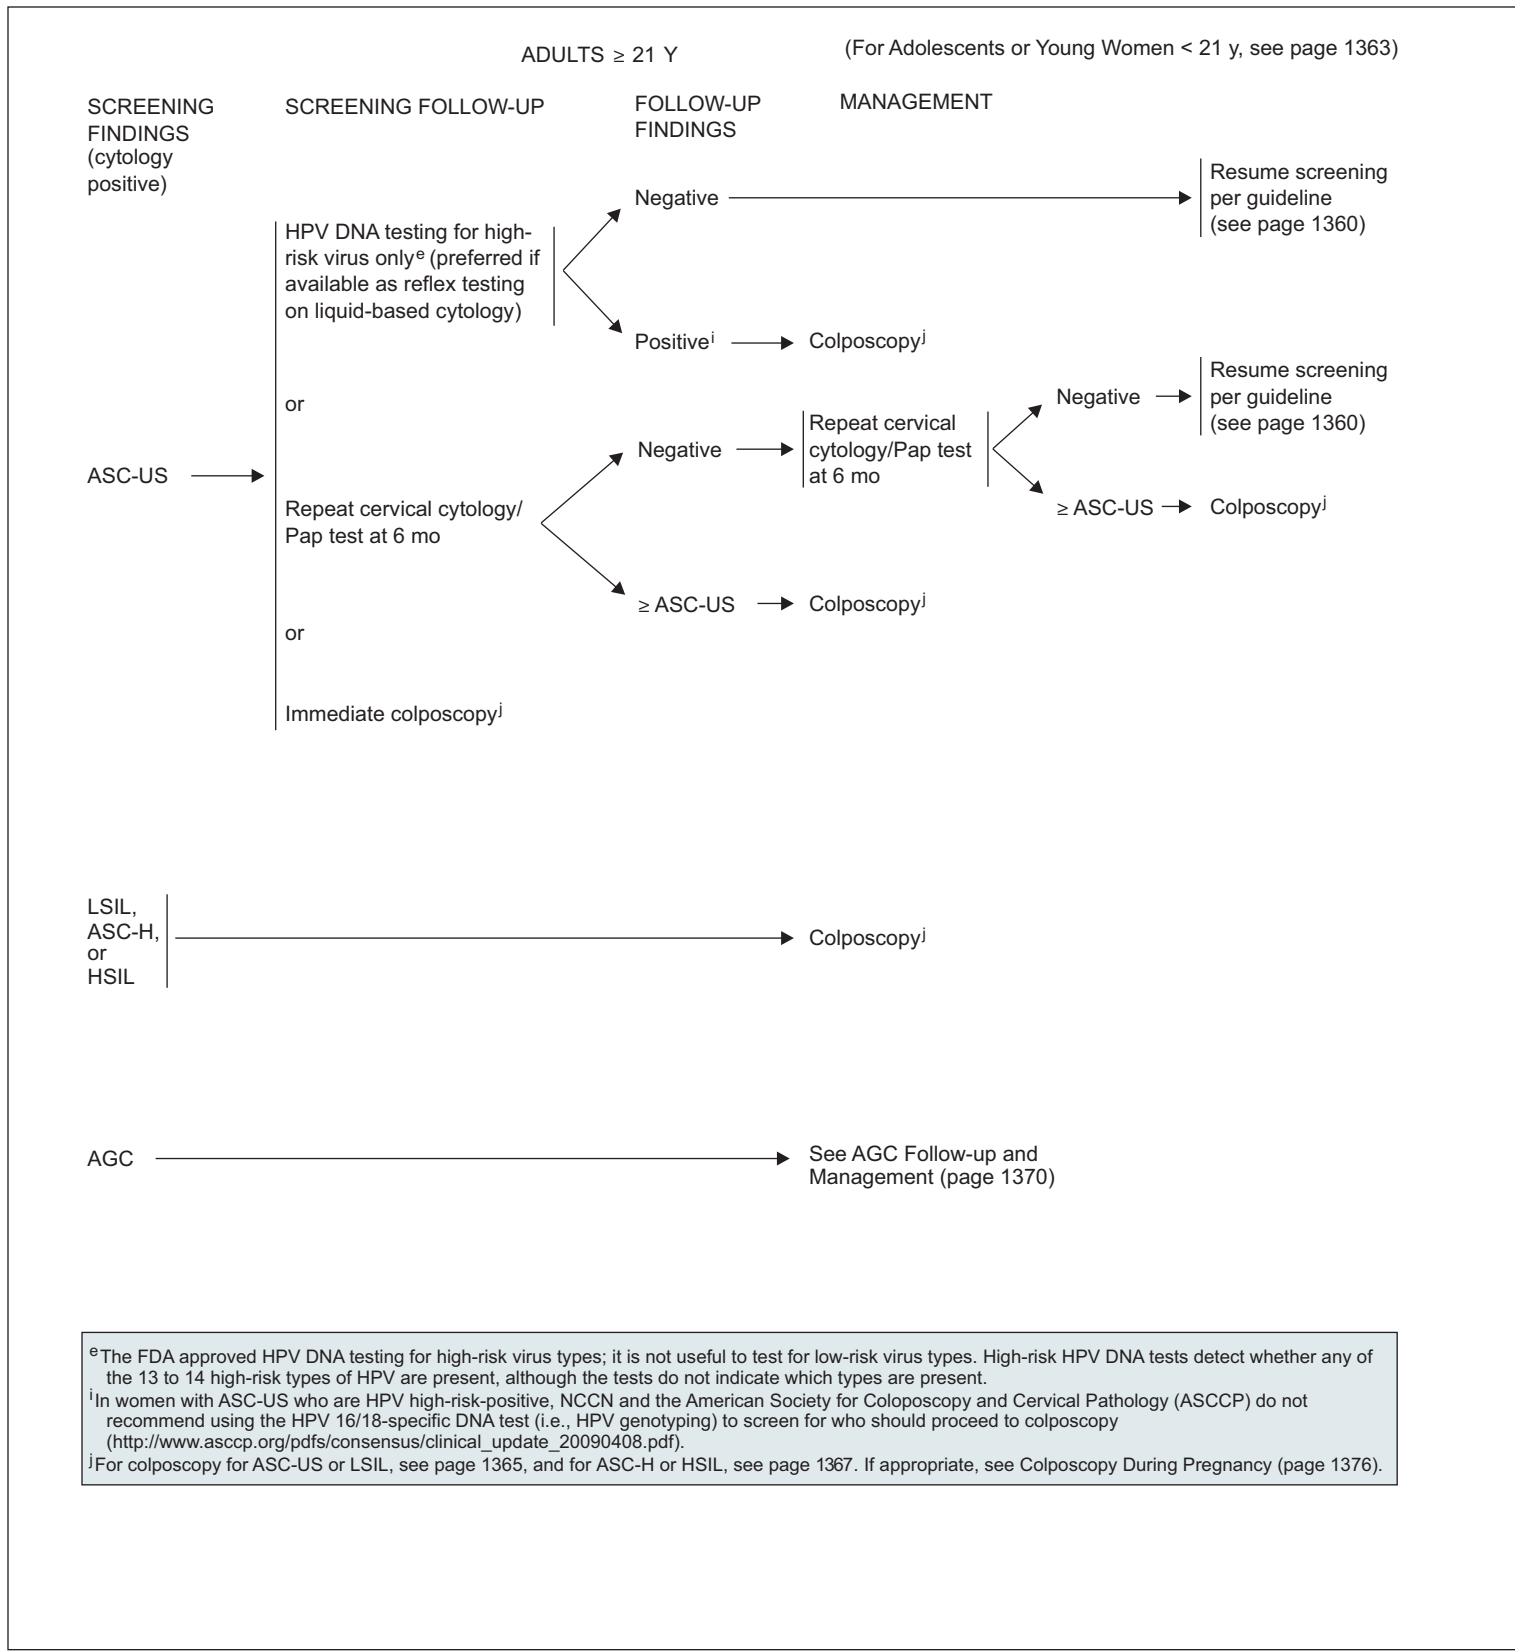 ADULTS ≥ 21 Y
(For Adolescents or Young Women < 21 y, see page 1363)
SCREENING
FINDINGS
(cytology
positive)
SCREENING FOLLOW-UP
FOLLOW-UP
FINDINGS
MANAGEMENT
ASC-US
HPV DNA testing for high-
risk virus onlyᵉ (preferred if
available as reflex testing
on liquid-based cytology)
Negative
Resume screening
per guideline
(see page 1360)
Positiveⁱ
Colposcopyʲ
or
Repeat cervical cytology/
Pap test at 6 mo
Negative
Repeat cervical
cytology/Pap test
at 6 mo
Negative
Resume screening
per guideline
(see page 1360)
≥ ASC-US
Colposcopyʲ
≥ ASC-US
Colposcopyʲ
or
Immediate colposcopyʲ
LSIL,
ASC-H,
or
HSIL
Colposcopyʲ
AGC
See AGC Follow-up and
Management (page 1370)
ᵉThe FDA approved HPV DNA testing for high-risk virus types; it is not useful to test for low-risk virus types. High-risk HPV DNA tests detect whether any of
the 13 to 14 high-risk types of HPV are present, although the tests do not indicate which types are present.
ⁱIn women with ASC-US who are HPV high-risk-positive, NCCN and the American Society for Coloposcopy and Cervical Pathology (ASCCP) do not
recommend using the HPV 16/18-specific DNA test (i.e., HPV genotyping) to screen for who should proceed to colposcopy
(http://www.asccp.org/pdfs/consensus/clinical_update_20090408.pdf).
ʲFor colposcopy for ASC-US or LSIL, see page 1365, and for ASC-H or HSIL, see page 1367. If appropriate, see Colposcopy During Pregnancy (page 1376).